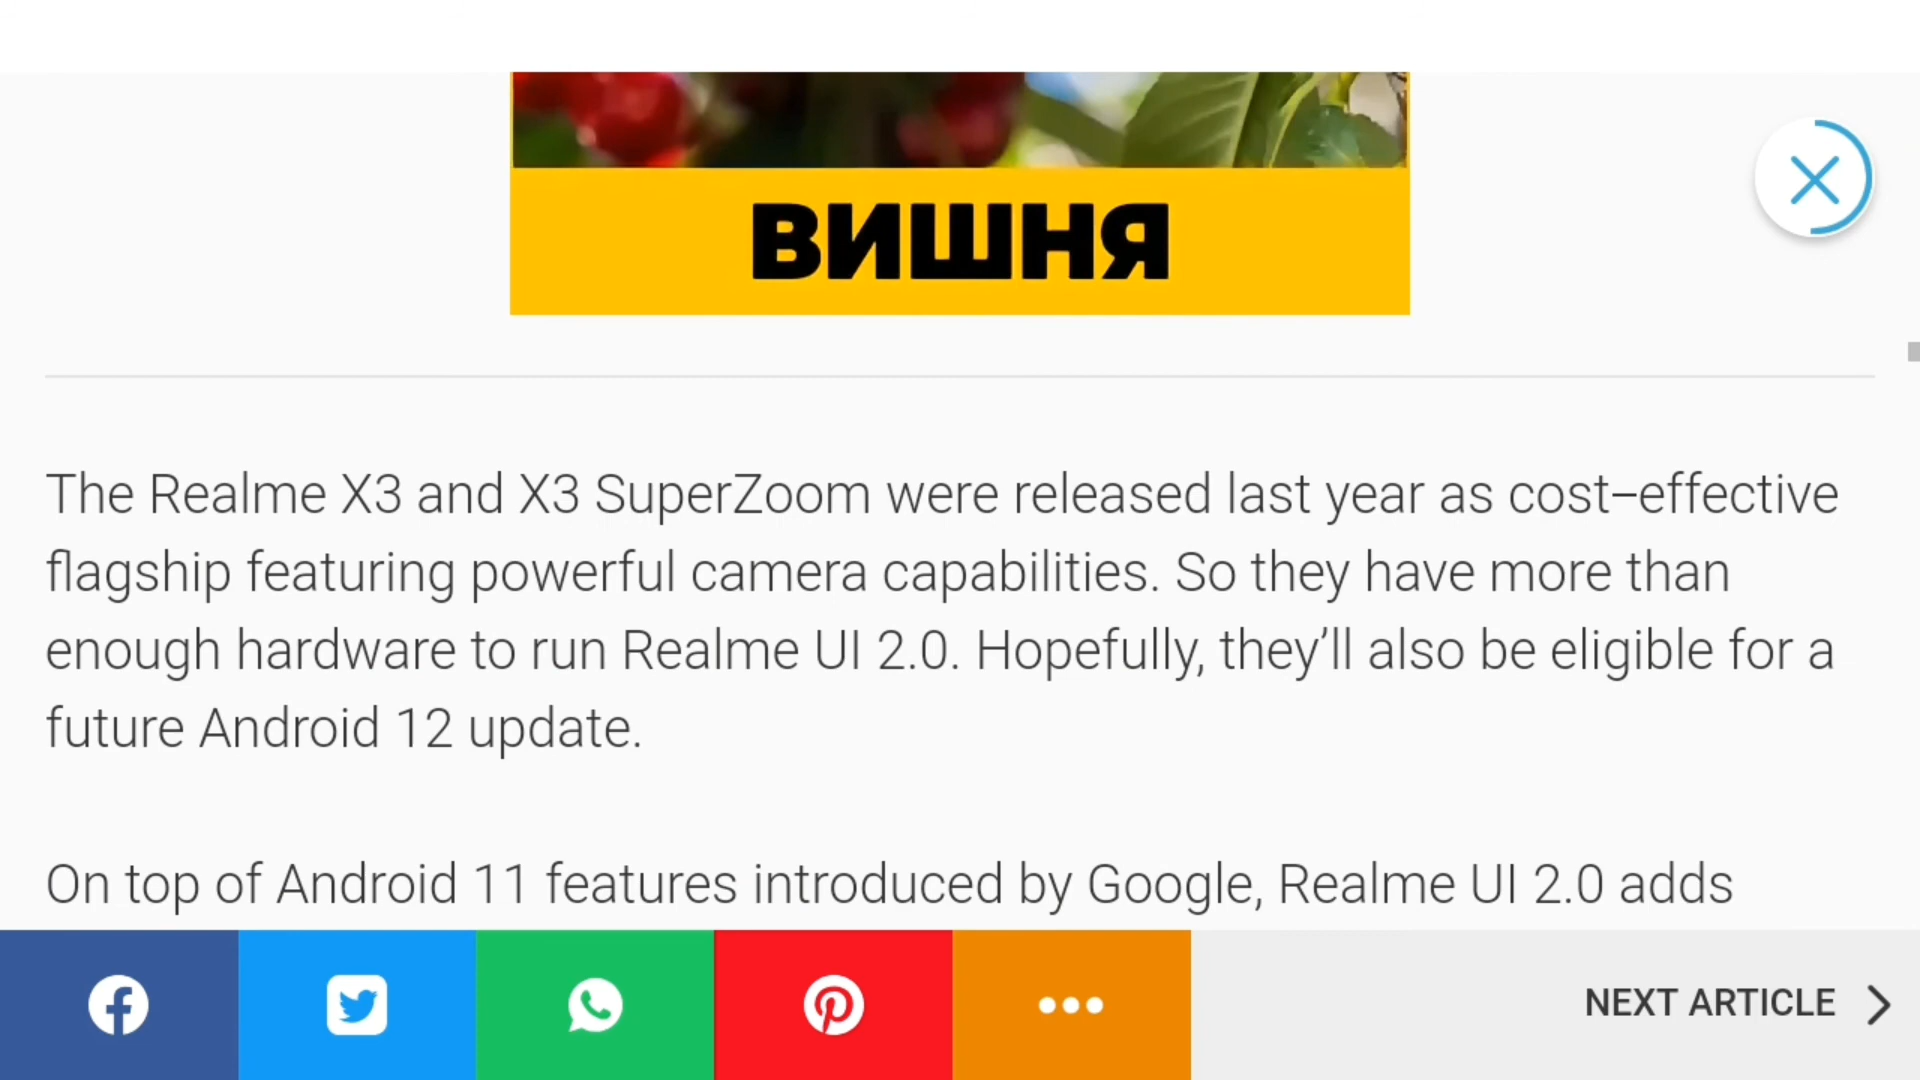 ВИШНЯ
The Realme X3 and X3 SuperZoom were released last year as cost–effective
flagship featuring powerful camera capabilities. So they have more than
enough hardware to run Realme UI 2.0. Hopefully, they’ll also be eligible for a
future Android 12 update.
On top of Android 11 features introduced by Google, Realme UI 2.0 adds
NEXT ARTICLE